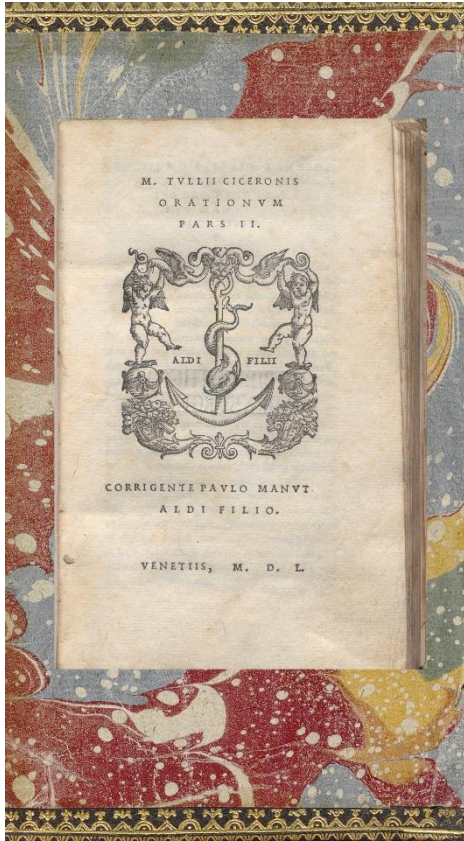 M. TVLLII CICERONIS
ORATIONVM
PARS II.
ALDI FILII
CORRIGENTE PAVLO MANVT.
ALDI FILIO.
VENETIIS, M. D. L.